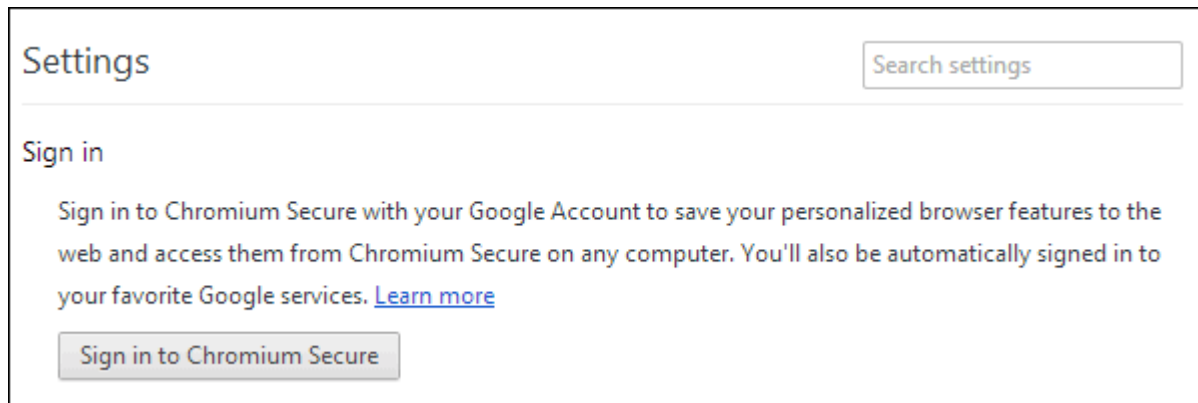 Settings
Search settings
Sign in
Sign in to Chromium Secure with your Google Account to save your personalized browser features to the
web and access them from Chromium Secure on any computer. You'll also be automatically signed in to
your favorite Google services. Learn more
Sign in to Chromium Secure